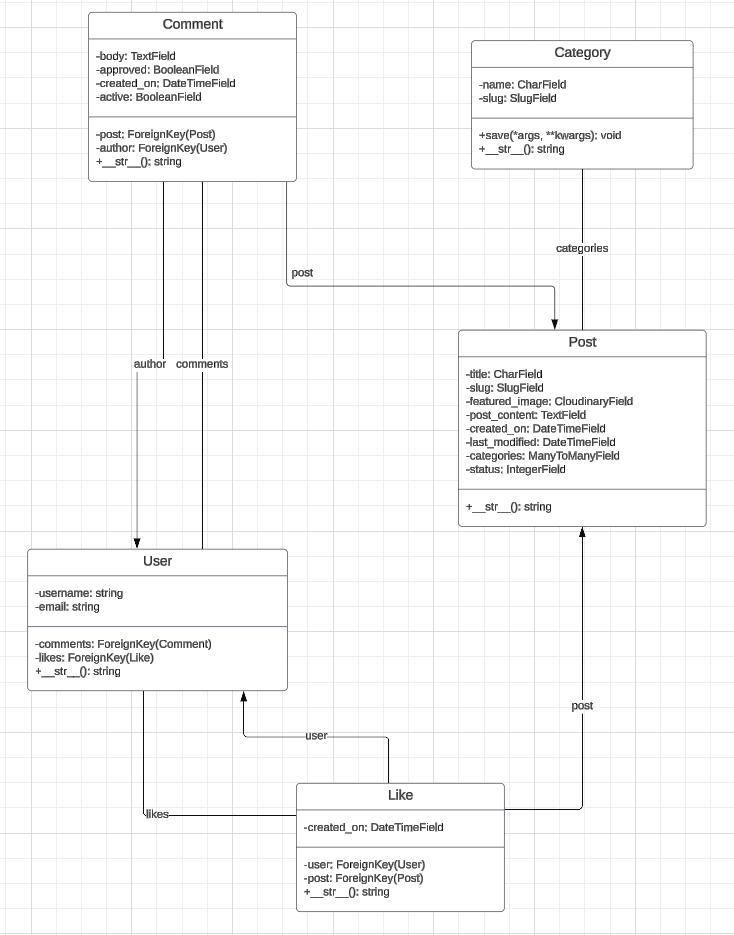 Comment
-body: TextField
-approved: BooleanField
-created_on: DateTimeField
-active: BooleanField
-post: ForeignKey(Post)
-author: ForeignKey(User)
+__str__(): string
Category
-name: CharField
-slug: SlugField
+save(*args, **kwargs): void
+__str__(): string
categories
post
author
comments
Post
-title: CharField
-slug: SlugField
-featured_image: CloudinaryField
-post_content: TextField
-created_on: DateTimeField
-last_modified: DateTimeField
-categories: ManyToManyField
-status: IntegerField
+__str__(): string
User
-username: string
-email: string
-comments: ForeignKey(Comment)
-likes: ForeignKey(Like)
+__str__(): string
post
user
likes
Like
-created_on: DateTimeField
-user: ForeignKey(User)
-post: ForeignKey(Post)
+__str__(): string